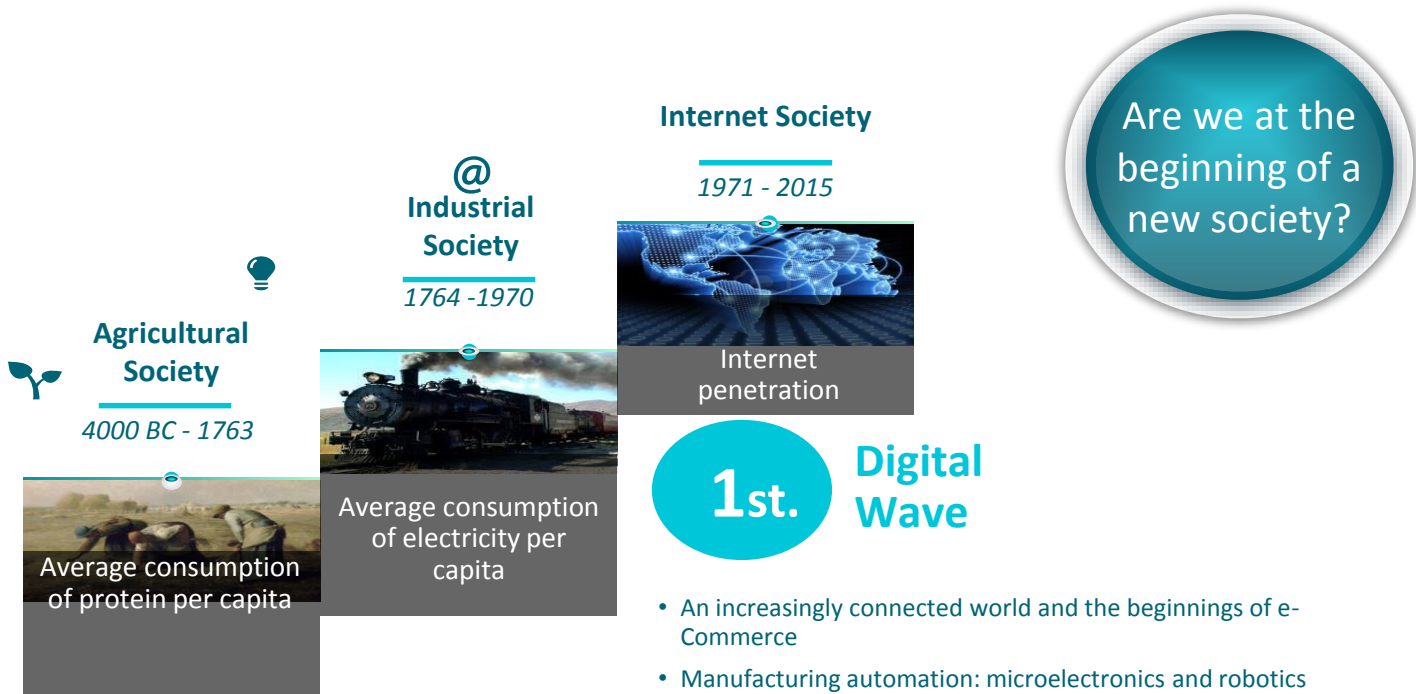 Agricultural
Society
4000 BC - 1763
Average consumption
of protein per capita
@
Industrial
Society
1764 -1970
Average consumption
of electricity per
capita
Internet Society
1971 - 2015
Internet
penetration
1st.
Digital
Wave
• An increasingly connected world and the beginnings of e-
Commerce
• Manufacturing automation: microelectronics and robotics
Are we at the
beginning of a
new society?